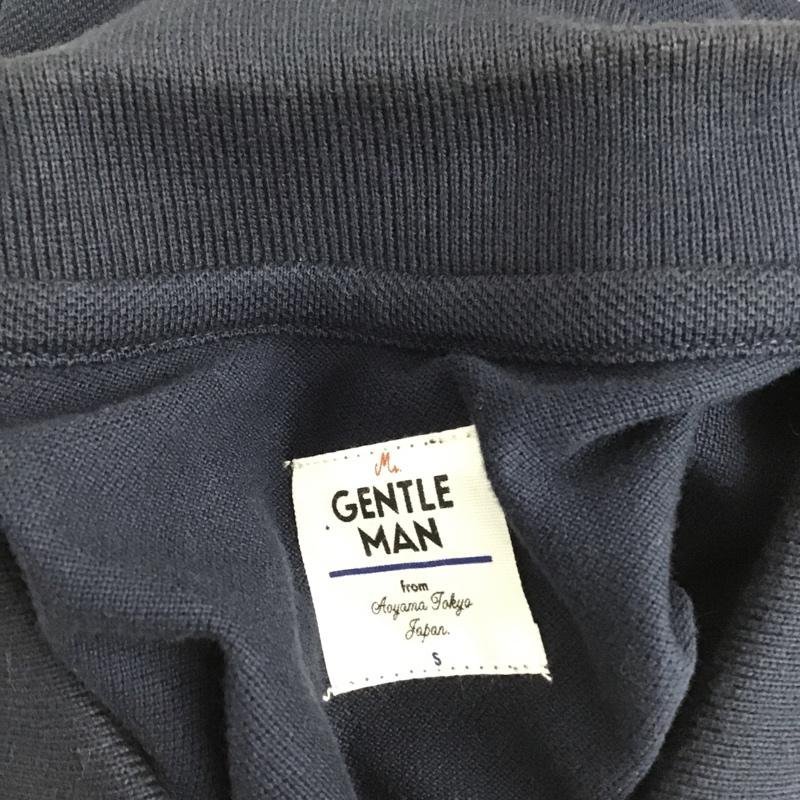 Mr.
GENTLE
MAN
from
Aoyama Tokyo
Japan.
S